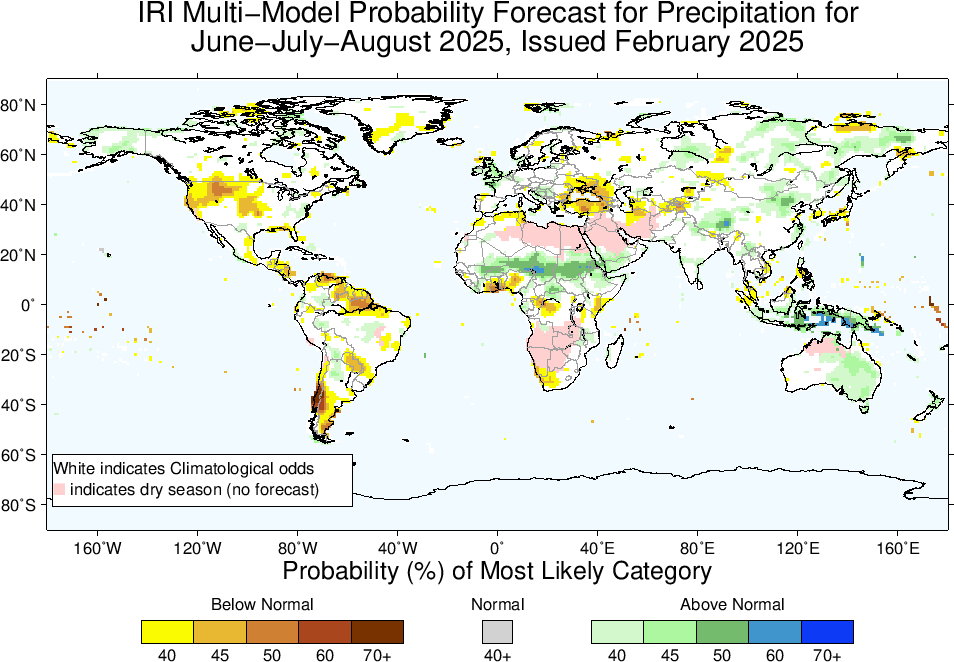 IRI Multi−Model Probability Forecast for Precipitation for
June−July−August 2025, Issued February 2025
80˚N
60˚N
40˚N
20˚N
0˚
20˚S
40˚S
60˚S
80˚S
White indicates Climatological odds
indicates dry season (no forecast)
160˚W 120˚W 80˚W 40˚W 0˚ 40˚E 80˚E 120˚E 160˚E
Probability (%) of Most Likely Category
Below Normal Normal Above Normal
40 45 50 60 70+ 40+ 40 45 50 60 70+